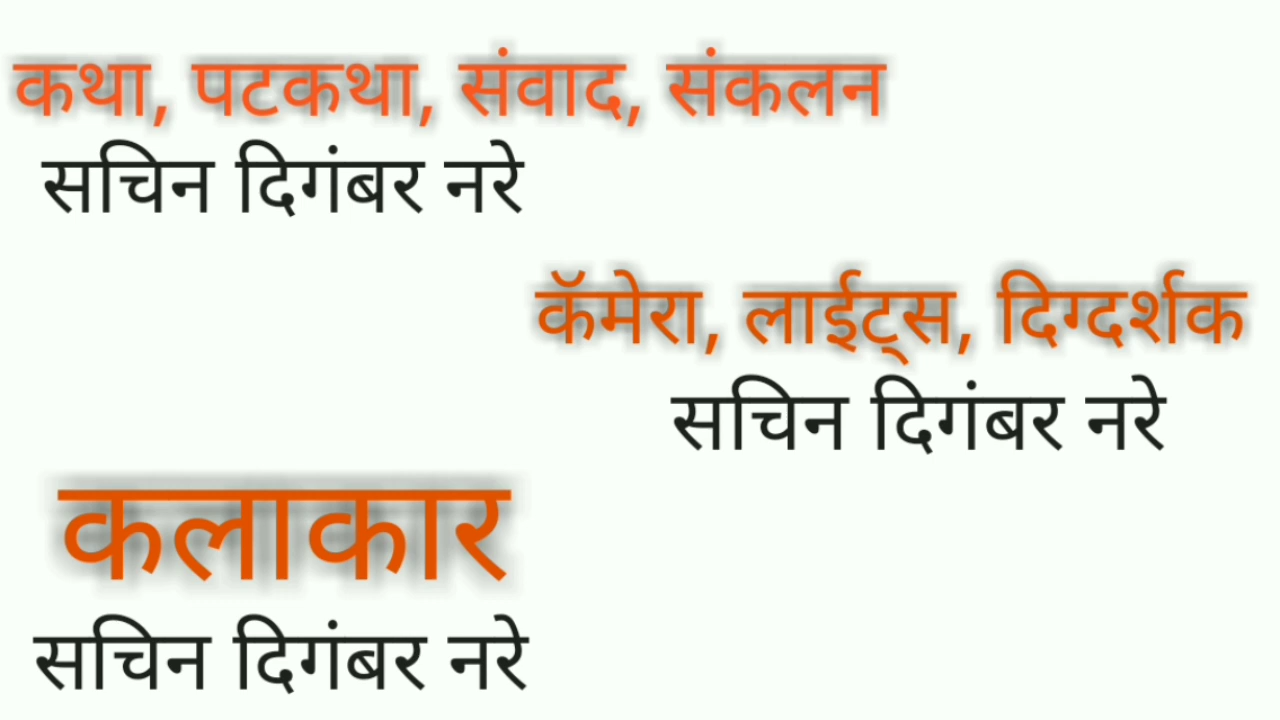 कथा, पटकथा, संवाद, संकलन
सचिन दिगंबर नरे
कॅमेरा, लाईट्स, दिग्दर्शक
सचिन दिगंबर नरे
कलाकार
सचिन दिगंबर नरे